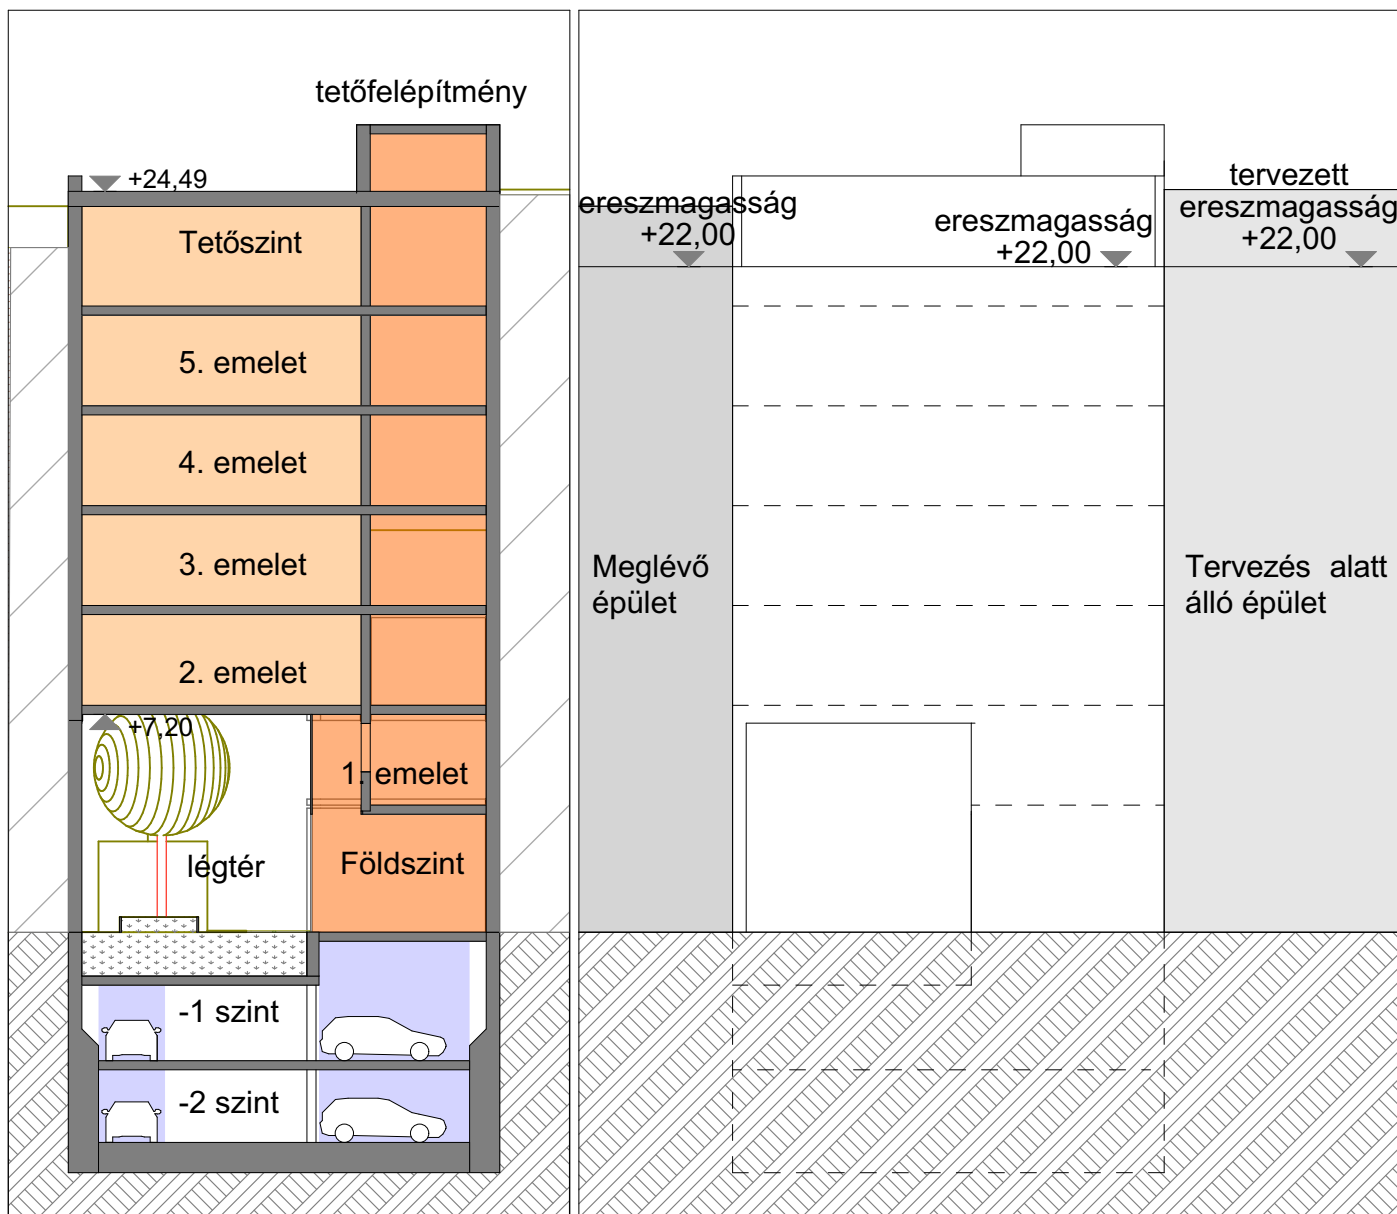 tetőfelépítmény
+24,49
Tetőszint
5. emelet
4. emelet
3. emelet
2. emelet
+7,20
1. emelet
légtér
Földszint
-1 szint
-2 szint
ereszmagasság
+22,00
ereszmagasság
+22,00
tervezett
ereszmagasság
+22,00
Meglévő
épület
Tervezés alatt
álló épület